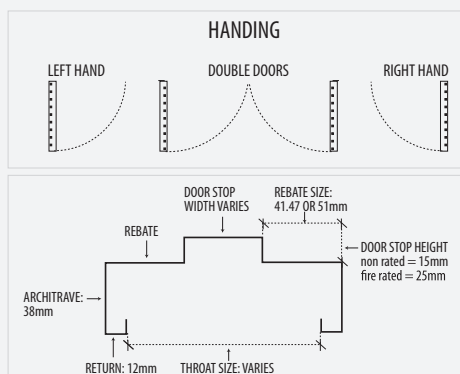 HANDING
LEFT HAND
DOUBLE DOORS
RIGHT HAND
DOOR STOP
WIDTH VARIES
REBATE SIZE:
41.47 OR 51mm
REBATE
DOOR STOP HEIGHT
non rated = 15mm
fire rated = 25mm
ARCHITRAVE:
38mm
RETURN: 12mm
THROAT SIZE: VARIES